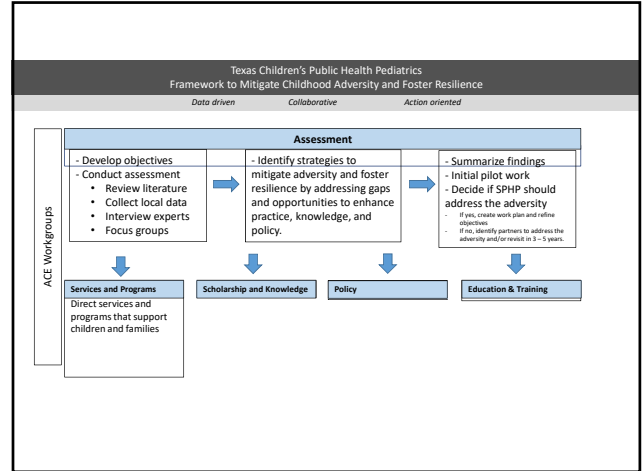 Texas Children's Public Health Pediatrics
Framework to Mitigate Childhood Adversity and Foster Resilience
Data driven Collaborative Action oriented
ACE Workgroups
Assessment
- Develop objectives
- Conduct assessment
• Review literature
• Collect local data
• Interview experts
• Focus groups
- Identify strategies to
mitigate adversity and foster
resilience by addressing gaps
and opportunities to enhance
practice, knowledge, and
policy.
- Summarize findings
- Initial pilot work
- Decide if SPHP should
address the adversity
- If yes, create work plan and refine
objectives
- If no, identify partners to address the
adversity and/or revisit in 3 – 5 years.
Services and Programs
Direct services and
programs that support
children and families
Scholarship and Knowledge
Policy
Education & Training